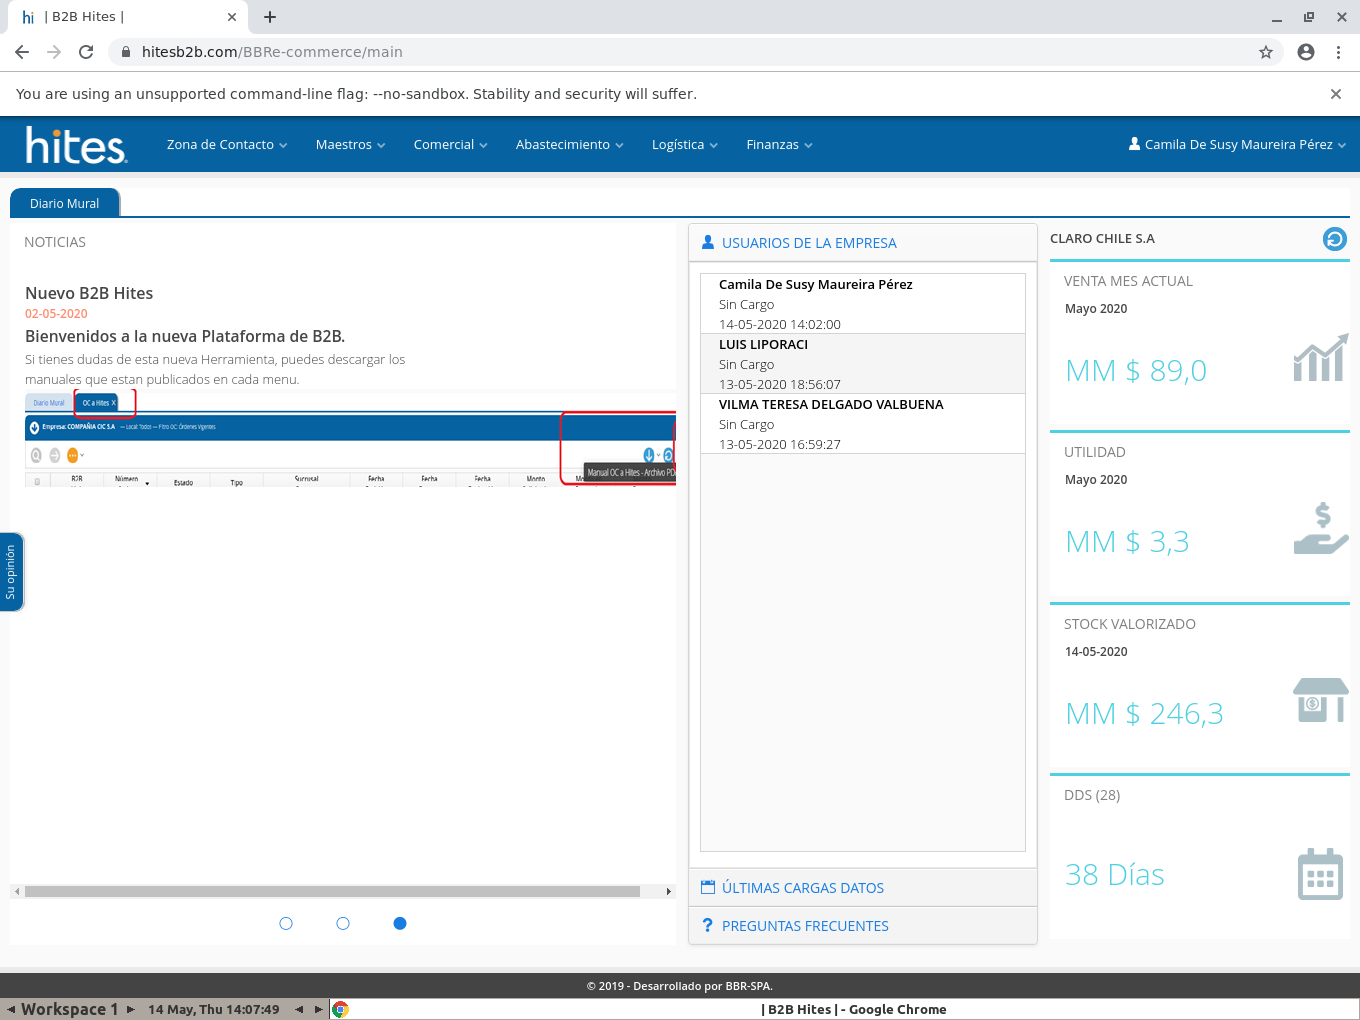 | B2B Hites |
hitesb2b.com/BBRe-commerce/main
You are using an unsupported command-line flag: --no-sandbox. Stability and security will suffer.
hites.
Zona de Contacto
Maestros
Comercial
Abastecimiento
Logística
Finanzas
Camila De Susy Maureira Pérez
Diario Mural
NOTICIAS
Nuevo B2B Hites
02-05-2020
Bienvenidos a la nueva Plataforma de B2B.
Si tienes dudas de esta nueva Herramienta, puedes descargar los
manuales que estan publicados en cada menu.
Diario Mural
OC a Hites X
Empresa: COMPAÑIA CIC S.A — Local: Todos — Filtro OC: Órdenes Vigentes
Manual OC a Hites - Archivo PD
B2B
Número
Estado
Tipo
Sucursal
Fecha
Fecha
Fecha
Monto
Su opinión
USUARIOS DE LA EMPRESA
Camila De Susy Maureira Pérez
Sin Cargo
14-05-2020 14:02:00
LUIS LIPORACI
Sin Cargo
13-05-2020 18:56:07
VILMA TERESA DELGADO VALBUENA
Sin Cargo
13-05-2020 16:59:27
ÚLTIMAS CARGAS DATOS
PREGUNTAS FRECUENTES
CLARO CHILE S.A
VENTA MES ACTUAL
Mayo 2020
MM $ 89,0
UTILIDAD
Mayo 2020
MM $ 3,3
STOCK VALORIZADO
14-05-2020
MM $ 246,3
DDS (28)
38 Días
© 2019 - Desarrollado por BBR-SPA.
Workspace 1
14 May, Thu 14:07:49
| B2B Hites | - Google Chrome